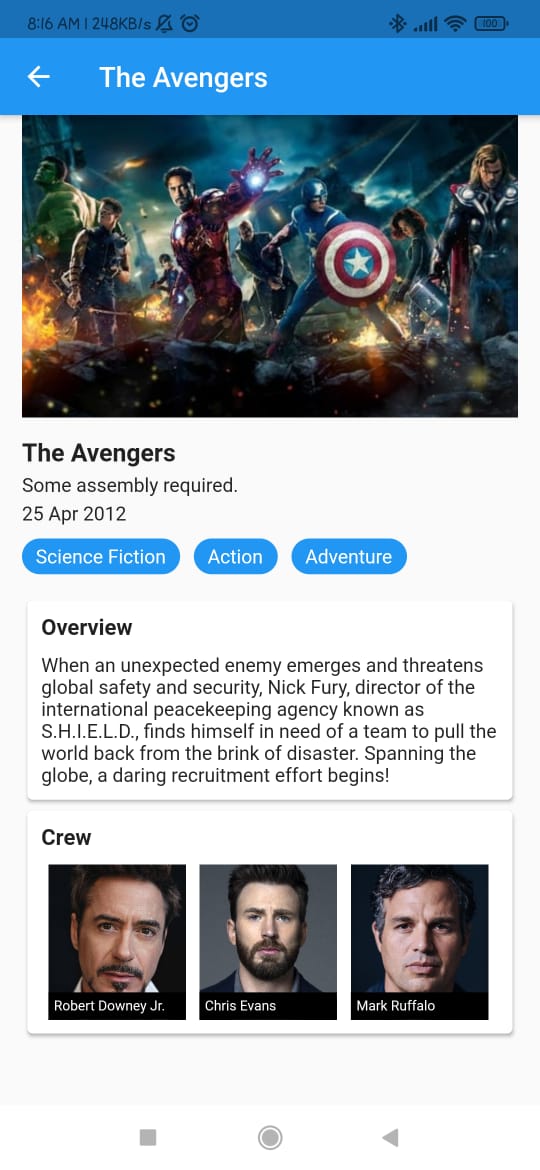 8:16 AM | 248KB/s
100
The Avengers
The Avengers
Some assembly required.
25 Apr 2012
Science Fiction Action Adventure
Overview
When an unexpected enemy emerges and threatens
global safety and security, Nick Fury, director of the
international peacekeeping agency known as
S.H.I.E.L.D., finds himself in need of a team to pull the
world back from the brink of disaster. Spanning the
globe, a daring recruitment effort begins!
Crew
Robert Downey Jr. Chris Evans Mark Ruffalo